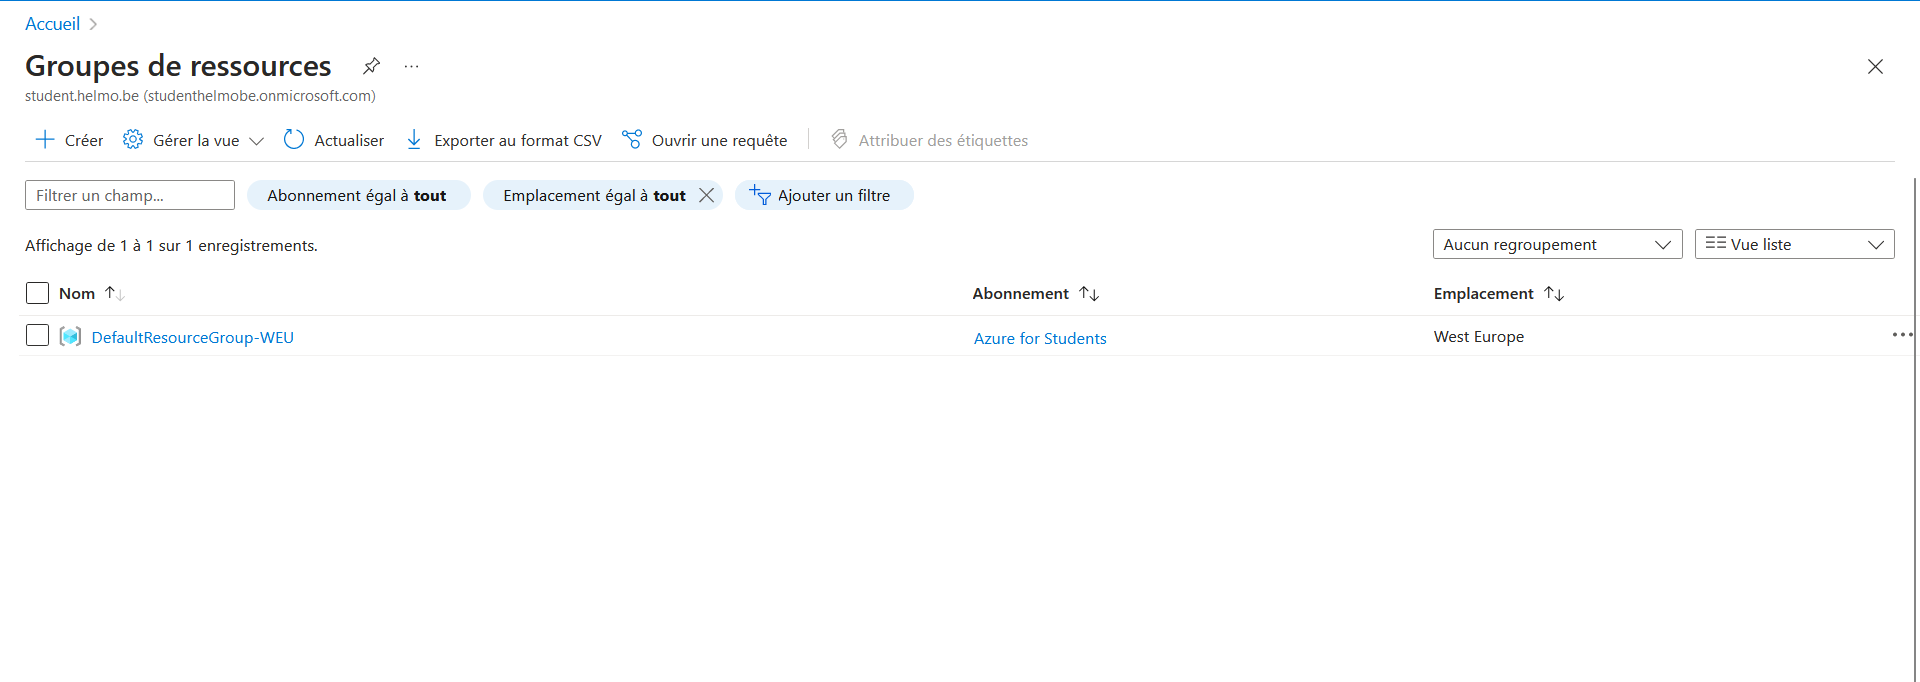 Accueil
Groupes de ressources
student.helmo.be (studenthelmobe.onmicrosoft.com)
Créer Gérer la vue Actualiser Exporter au format CSV Ouvrir une requête Attribuer des étiquettes
Filtrer un champ... Abonnement égal à tout Emplacement égal à tout Ajouter un filtre
Affichage de 1 à 1 sur 1 enregistrements. Aucun regroupement Vue liste
Nom Abonnement Emplacement
DefaultResourceGroup-WEU Azure for Students West Europe